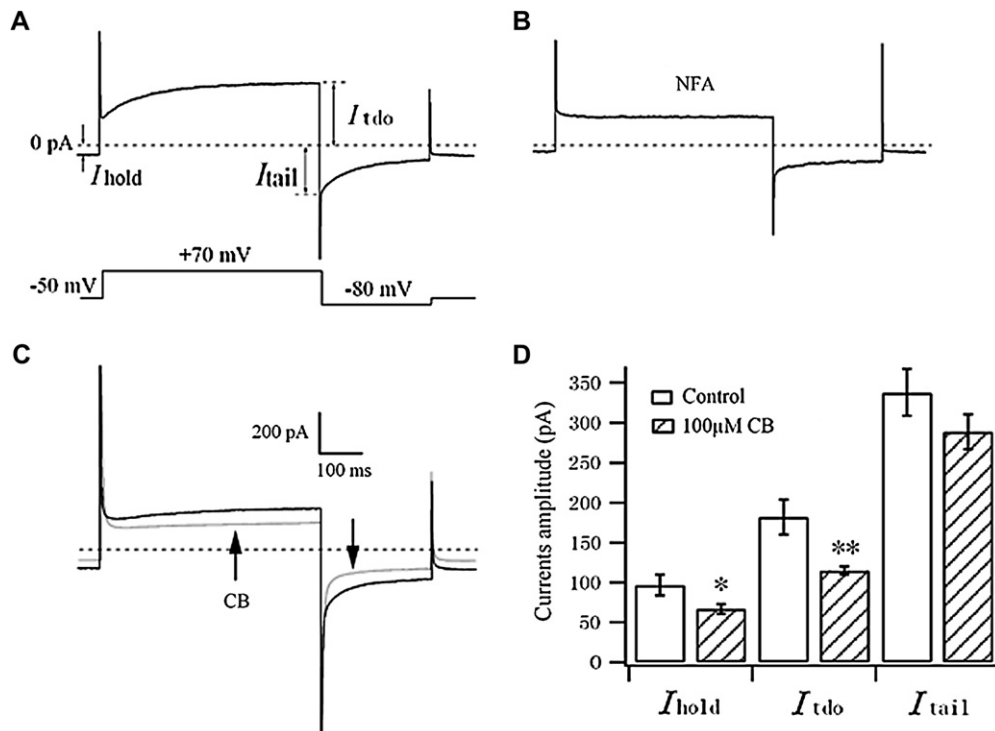 A
0 pA
I hold
I tdo
I tail
+70 mV
-50 mV
-80 mV
B
NFA
C
200 pA
100 ms
CB
D
Currents amplitude (pA)
350
300
250
200
150
100
50
0
Control
100μM CB
*
**
I hold
I tdo
I tail